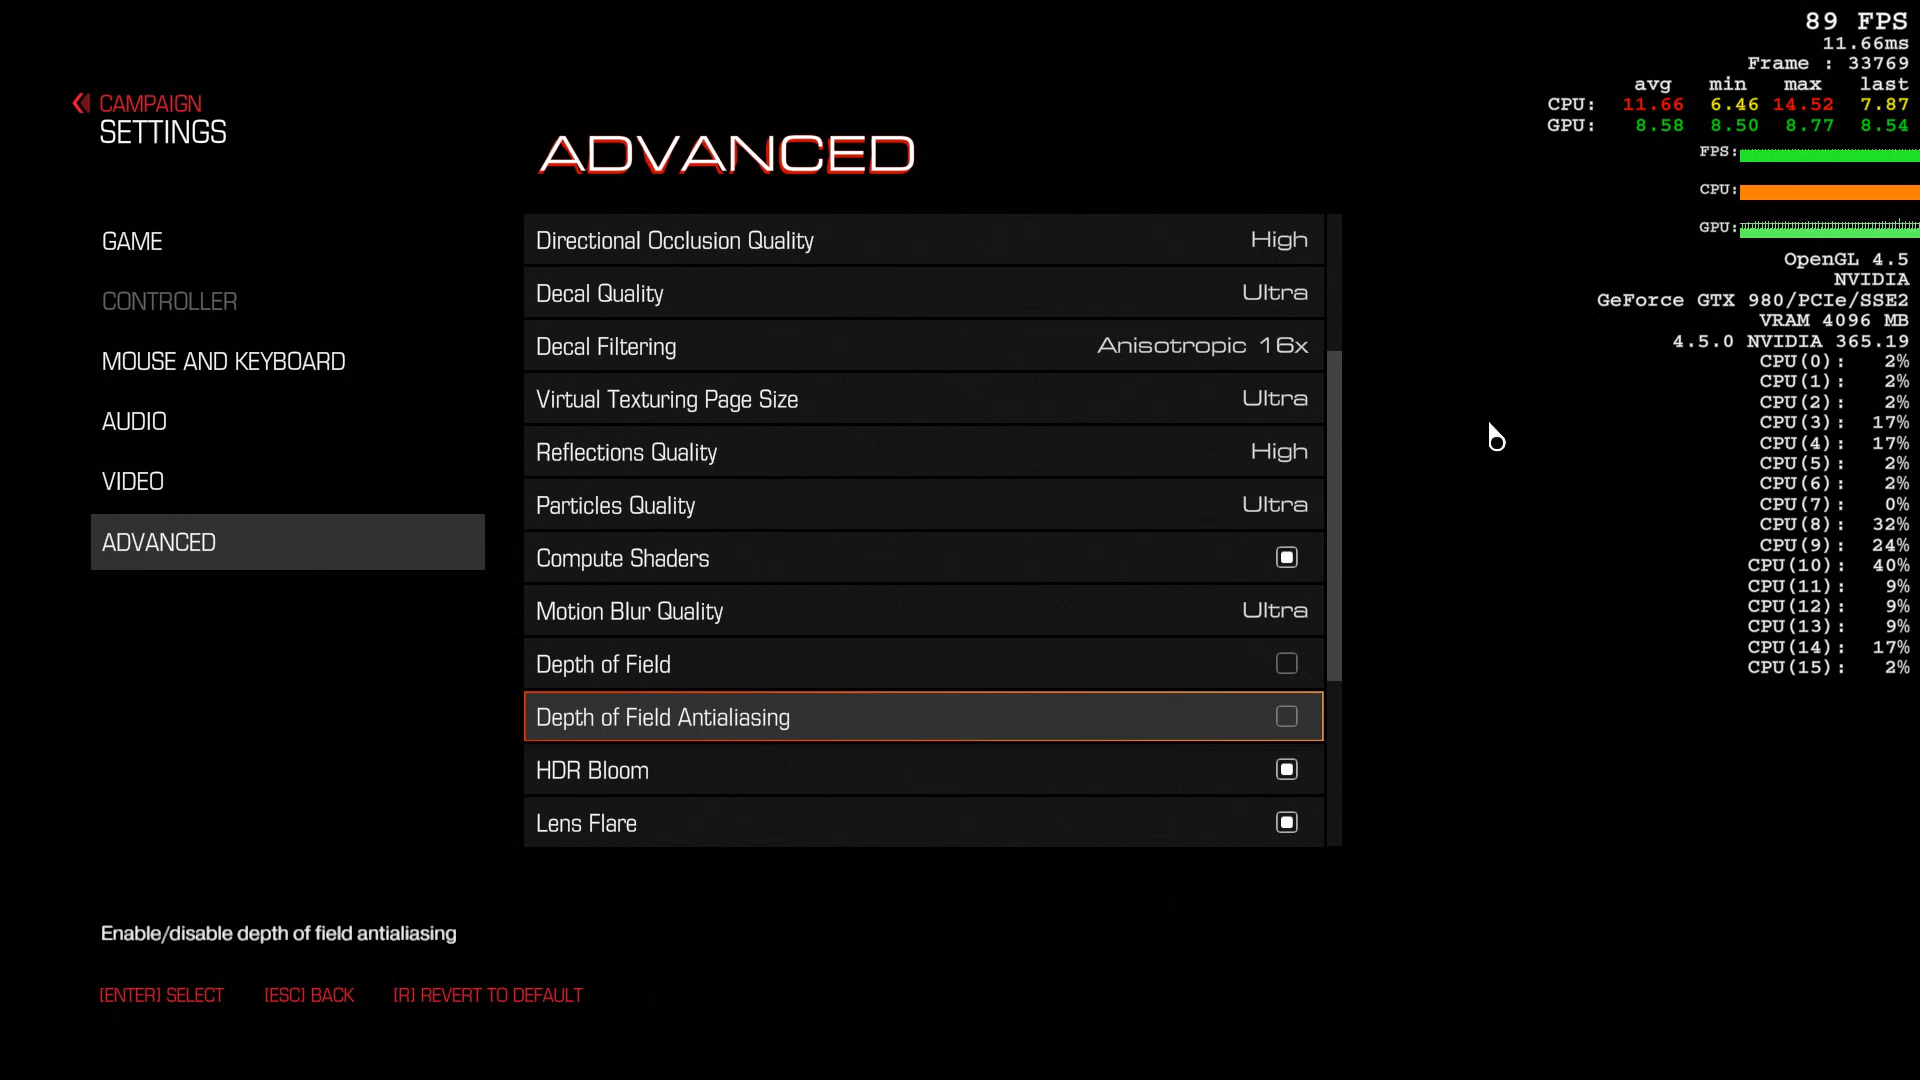 CAMPAIGN
SETTINGS
GAME
CONTROLLER
MOUSE AND KEYBOARD
AUDIO
VIDEO
ADVANCED
ADVANCED
Directional Occlusion Quality High
Decal Quality Ultra
Decal Filtering Anisotropic 16x
Virtual Texturing Page Size Ultra
Reflections Quality High
Particles Quality Ultra
Compute Shaders
Motion Blur Quality Ultra
Depth of Field
Depth of Field Antialiasing
HDR Bloom
Lens Flare
Enable/disable depth of field antialiasing
[ENTER] SELECT [ESC] BACK [R] REVERT TO DEFAULT
89 FPS
11.66ms
Frame : 33769
avg min max last
CPU: 11.66 6.46 14.52 7.87
GPU: 8.58 8.50 8.77 8.54
FPS:
CPU:
GPU:
OpenGL 4.5
NVIDIA
GeForce GTX 980/PCIe/SSE2
VRAM 4096 MB
4.5.0 NVIDIA 365.19
CPU(0): 2%
CPU(1): 2%
CPU(2): 2%
CPU(3): 17%
CPU(4): 17%
CPU(5): 2%
CPU(6): 2%
CPU(7): 0%
CPU(8): 32%
CPU(9): 24%
CPU(10): 40%
CPU(11): 9%
CPU(12): 9%
CPU(13): 9%
CPU(14): 17%
CPU(15): 2%